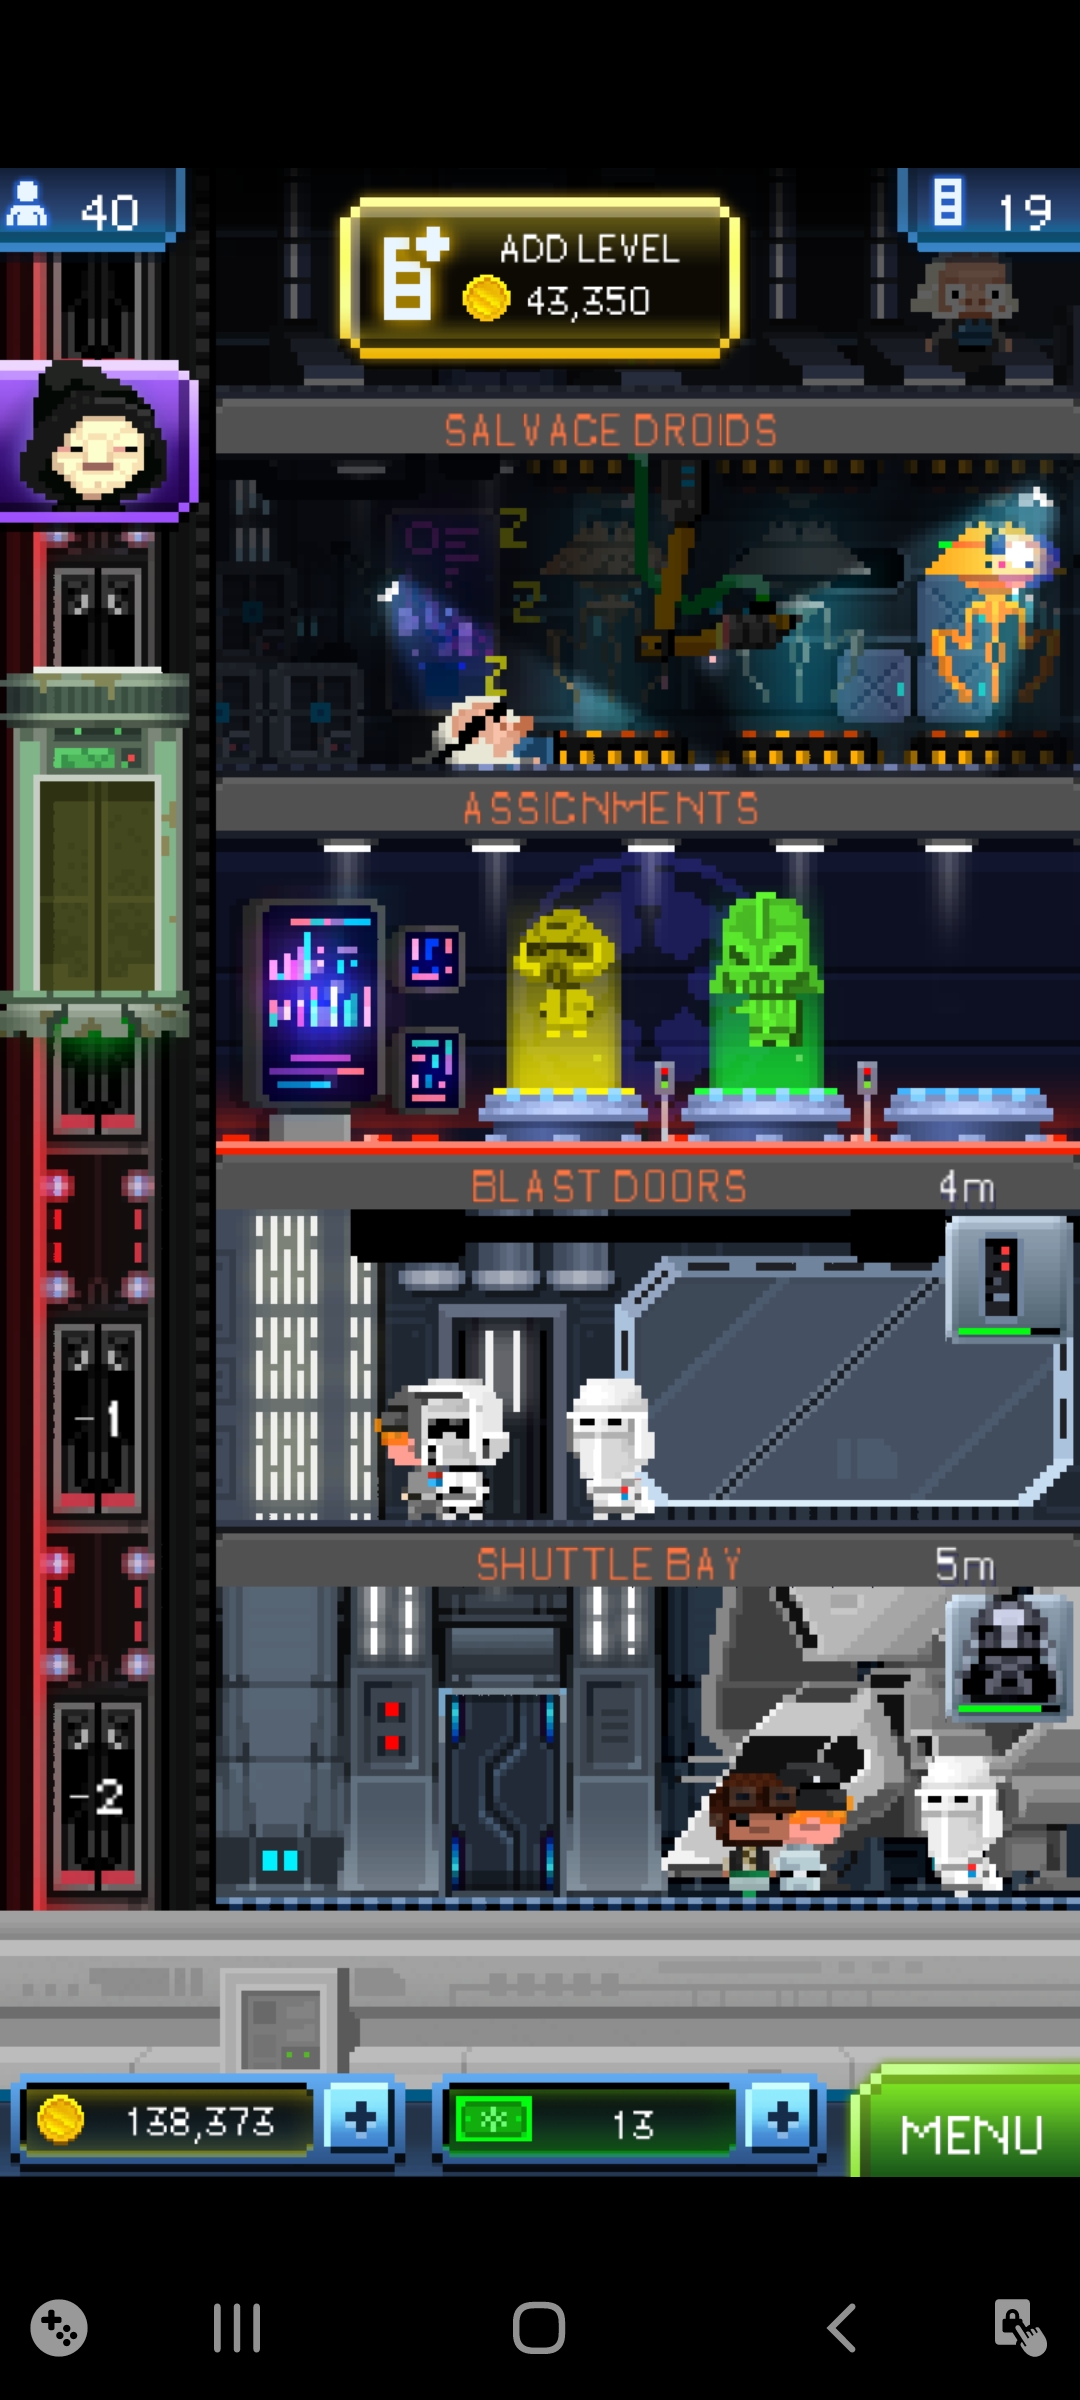 40
ADD LEVEL
43,350
19
SALVAGE DROIDS
Z
Z
Z
ASSIGNMENTS
BLAST DOORS 4m
-1
SHUTTLE BAY 5m
-2
138,373
13
MENU